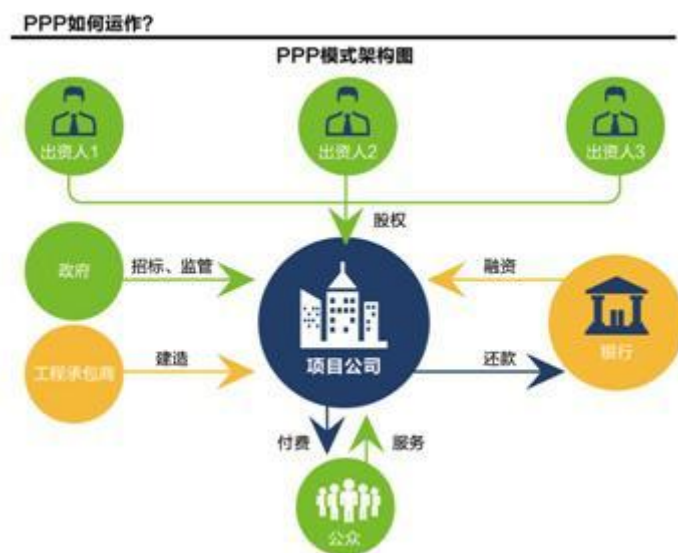 PPP如何运作?
PPP模式架构图
出资人1
出资人2
出资人3
股权
政府
招标、监管
融资
工程承包商
建造
项目公司
还款
银行
付费
服务
公众